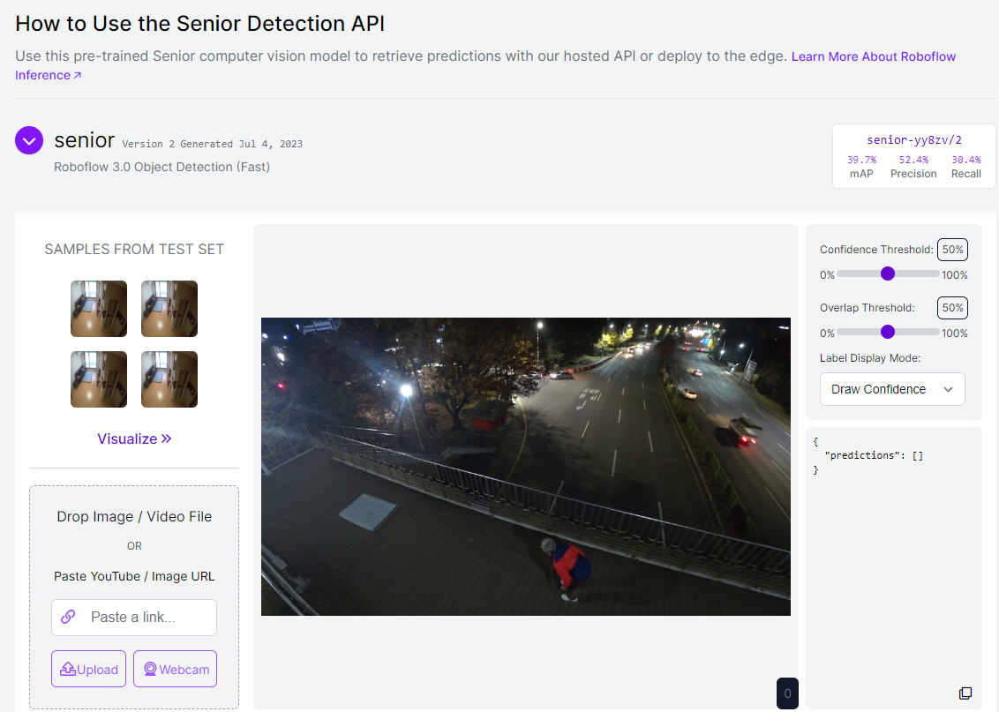 How to Use the Senior Detection API
Use this pre-trained Senior computer vision model to retrieve predictions with our hosted API or deploy to the edge. Learn More About Roboflow
Inference ↗
senior Version 2 Generated Jul 4, 2023
Roboflow 3.0 Object Detection (Fast)
senior-yy8zv/2
39.7% 52.4% 30.4%
mAP Precision Recall
SAMPLES FROM TEST SET
Visualize »
Drop Image / Video File
OR
Paste YouTube / Image URL
Paste a link...
Upload Webcam
0
Confidence Threshold: 50%
0% 100%
Overlap Threshold: 50%
0% 100%
Label Display Mode:
Draw Confidence
{
"predictions": []
}